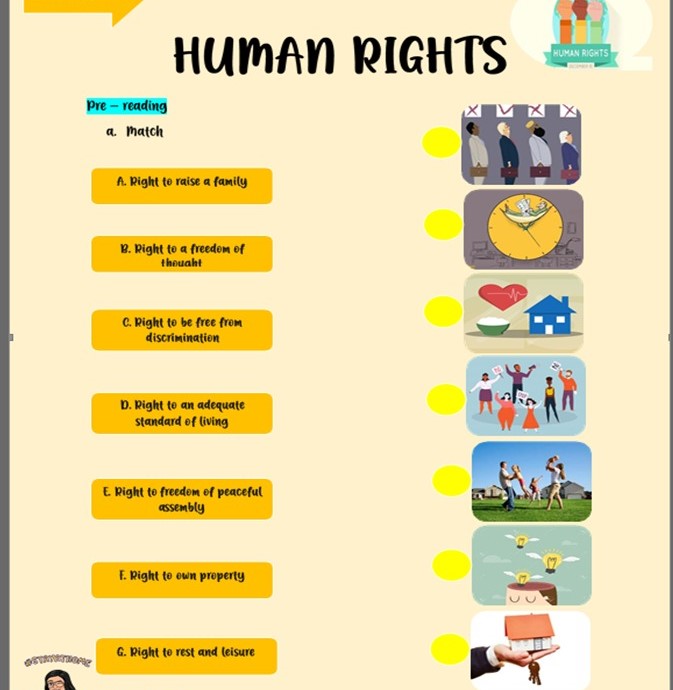 HUMAN RIGHTS
HUMAN RIGHTS
Pre – reading
a. Match
A. Right to raise a family
B. Right to a freedom of
thought
C. Right to be free from
discrimination
D. Right to an adequate
standard of living
E. Right to freedom of peaceful
assembly
F. Right to own property
G. Right to rest and leisure
#STAYATHOME